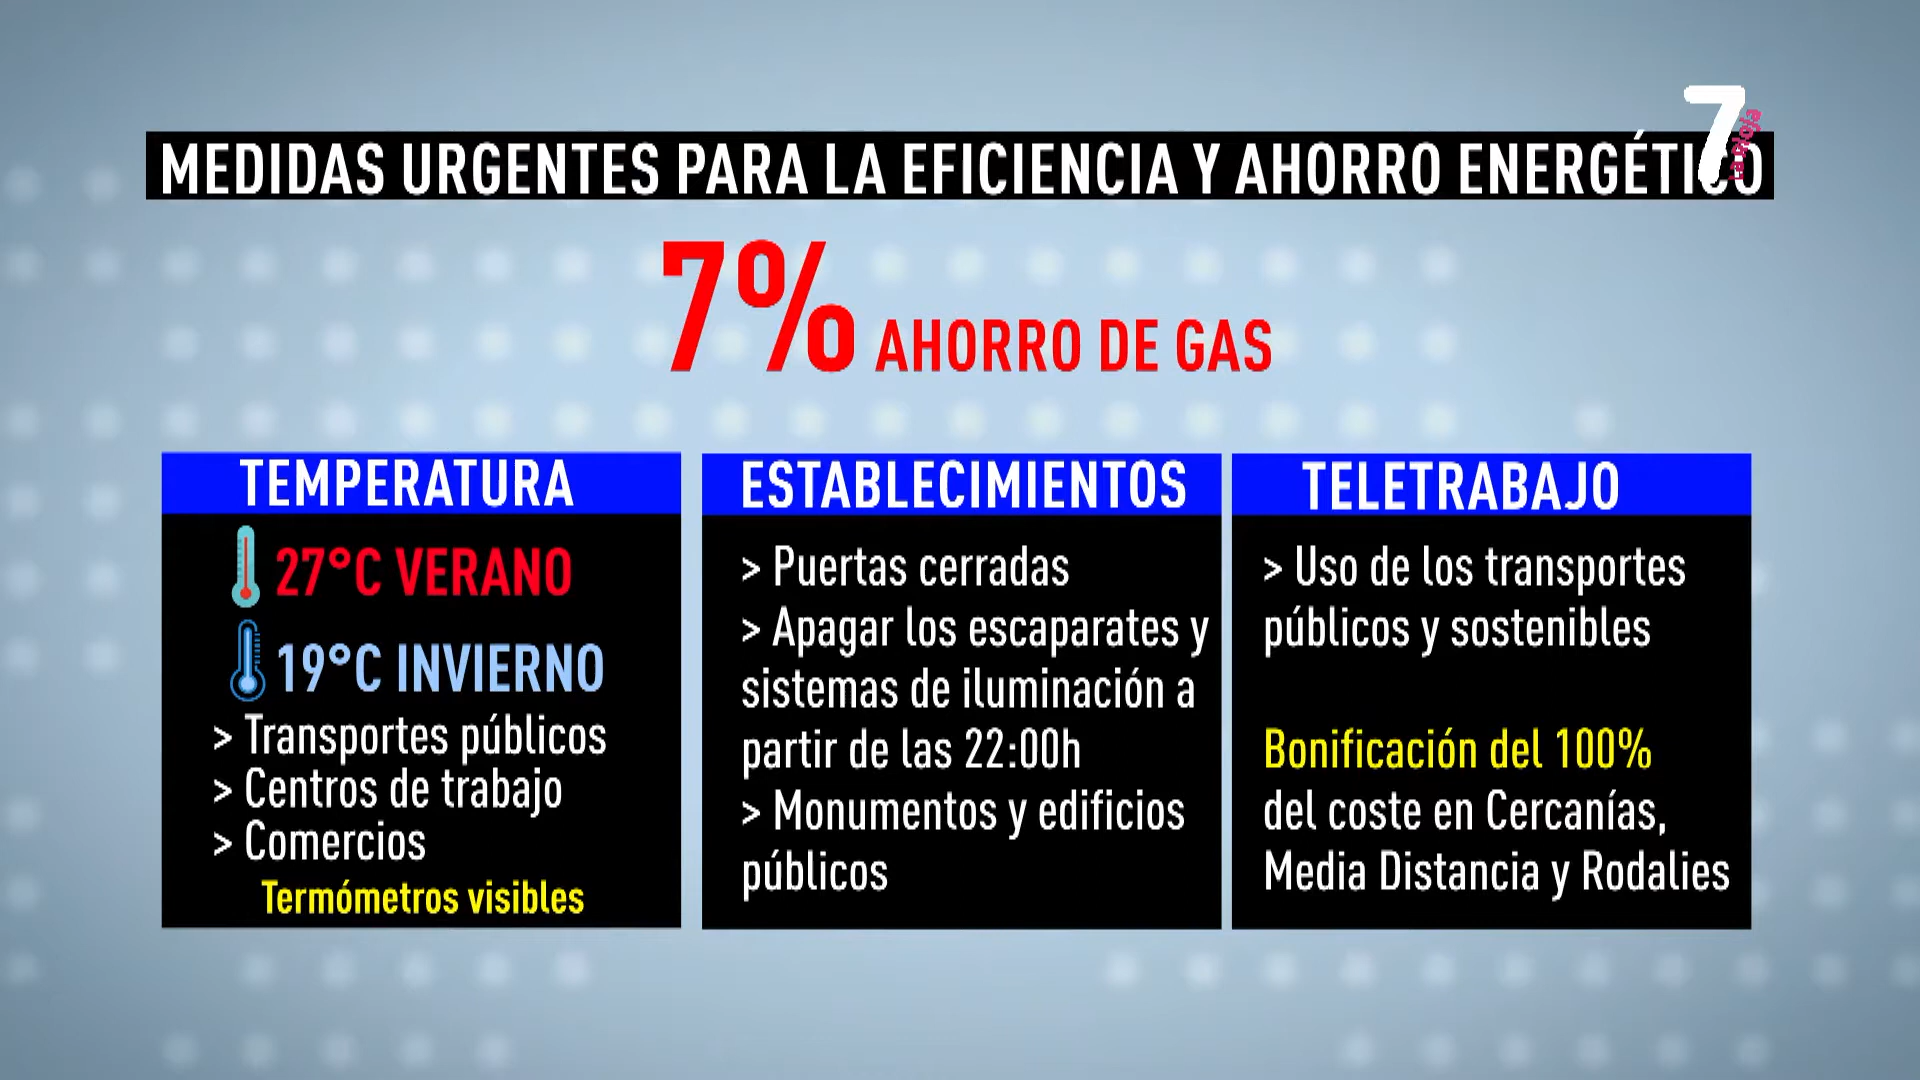 7
La Rioja
MEDIDAS URGENTES PARA LA EFICIENCIA Y AHORRO ENERGÉTICO
7% AHORRO DE GAS
TEMPERATURA
27°C VERANO
19°C INVIERNO
> Transportes públicos
> Centros de trabajo
> Comercios
Termómetros visibles
ESTABLECIMIENTOS
> Puertas cerradas
> Apagar los escaparates y
sistemas de iluminación a
partir de las 22:00h
> Monumentos y edificios
públicos
TELETRABAJO
> Uso de los transportes
públicos y sostenibles
Bonificación del 100%
del coste en Cercanías,
Media Distancia y Rodalies